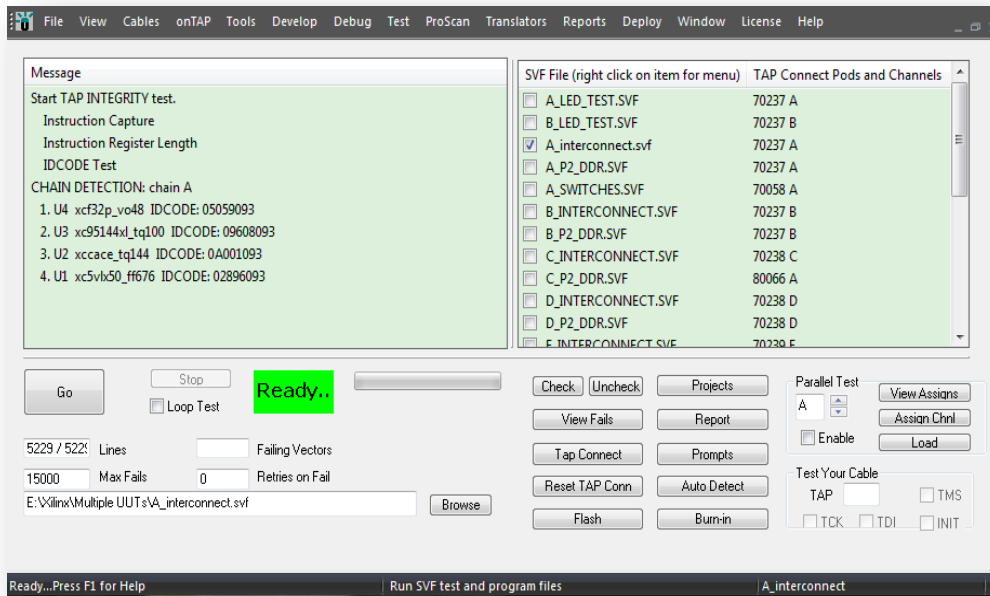 File View Cables onTAP Tools Develop Debug Test ProScan Translators Reports Deploy Window License Help
Message
Start TAP INTEGRITY test.
Instruction Capture
Instruction Register Length
IDCODE Test
CHAIN DETECTION: chain A
1. U4 xcf32p_vo48 IDCODE: 05059093
2. U3 xc95144xl_tq100 IDCODE: 09608093
3. U2 xccace_tq144 IDCODE: 0A001093
4. U1 xc5vlx50_ff676 IDCODE: 02896093
SVF File (right click on item for menu) TAP Connect Pods and Channels
A_LED_TEST.SVF 70237 A
B_LED_TEST.SVF 70237 B
A_interconnect.svf 70237 A
A_P2_DDR.SVF 70237 A
A_SWITCHES.SVF 70058 A
B_INTERCONNECT.SVF 70237 B
B_P2_DDR.SVF 70237 B
C_INTERCONNECT.SVF 70238 C
C_P2_DDR.SVF 80066 A
D_INTERCONNECT.SVF 70238 D
D_P2_DDR.SVF 70238 D
E_INTERCONNECT.SVF 70239 E
Go
Stop
Loop Test
Ready..
5229 / 5229 Lines
Failing Vectors
15000 Max Fails
0 Retries on Fail
E:\Xilinx\Multiple UUTs\A_interconnect.svf
Browse
Check Uncheck Projects
View Fails Report
Tap Connect Prompts
Reset TAP Conn Auto Detect
Flash Burn-in
Parallel Test
A
Enable
View Assigns
Assign Chnl
Load
Test Your Cable
TAP TMS
TCK TDI INIT
Ready...Press F1 for Help Run SVF test and program files A_interconnect